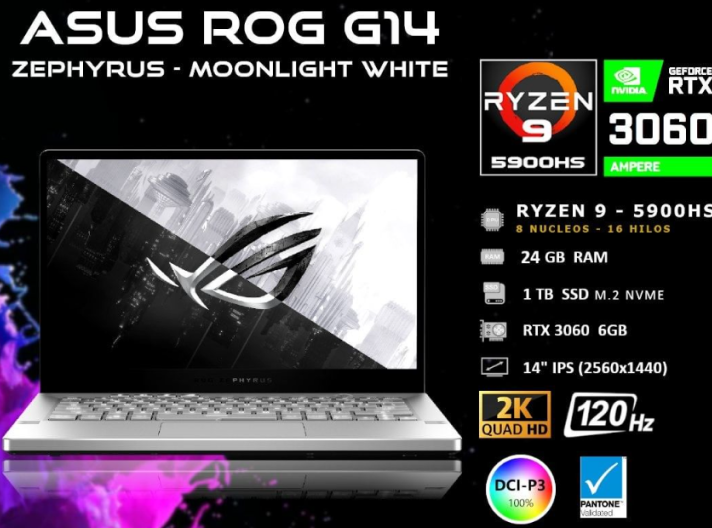 ASUS ROG G14
ZEPHYRUS - MOONLIGHT WHITE
RYZEN
9
5900HS
NVIDIA
GEFORCE
RTX
3060
AMPERE
RYZEN 9 - 5900HS
8 NUCLEOS - 16 HILOS
RAM
24 GB RAM
SSD
1 TB SSD M.2 NVME
RTX 3060 6GB
14" IPS (2560x1440)
2K
QUAD HD
120Hz
DCI-P3
100%
PANTONE
Validated